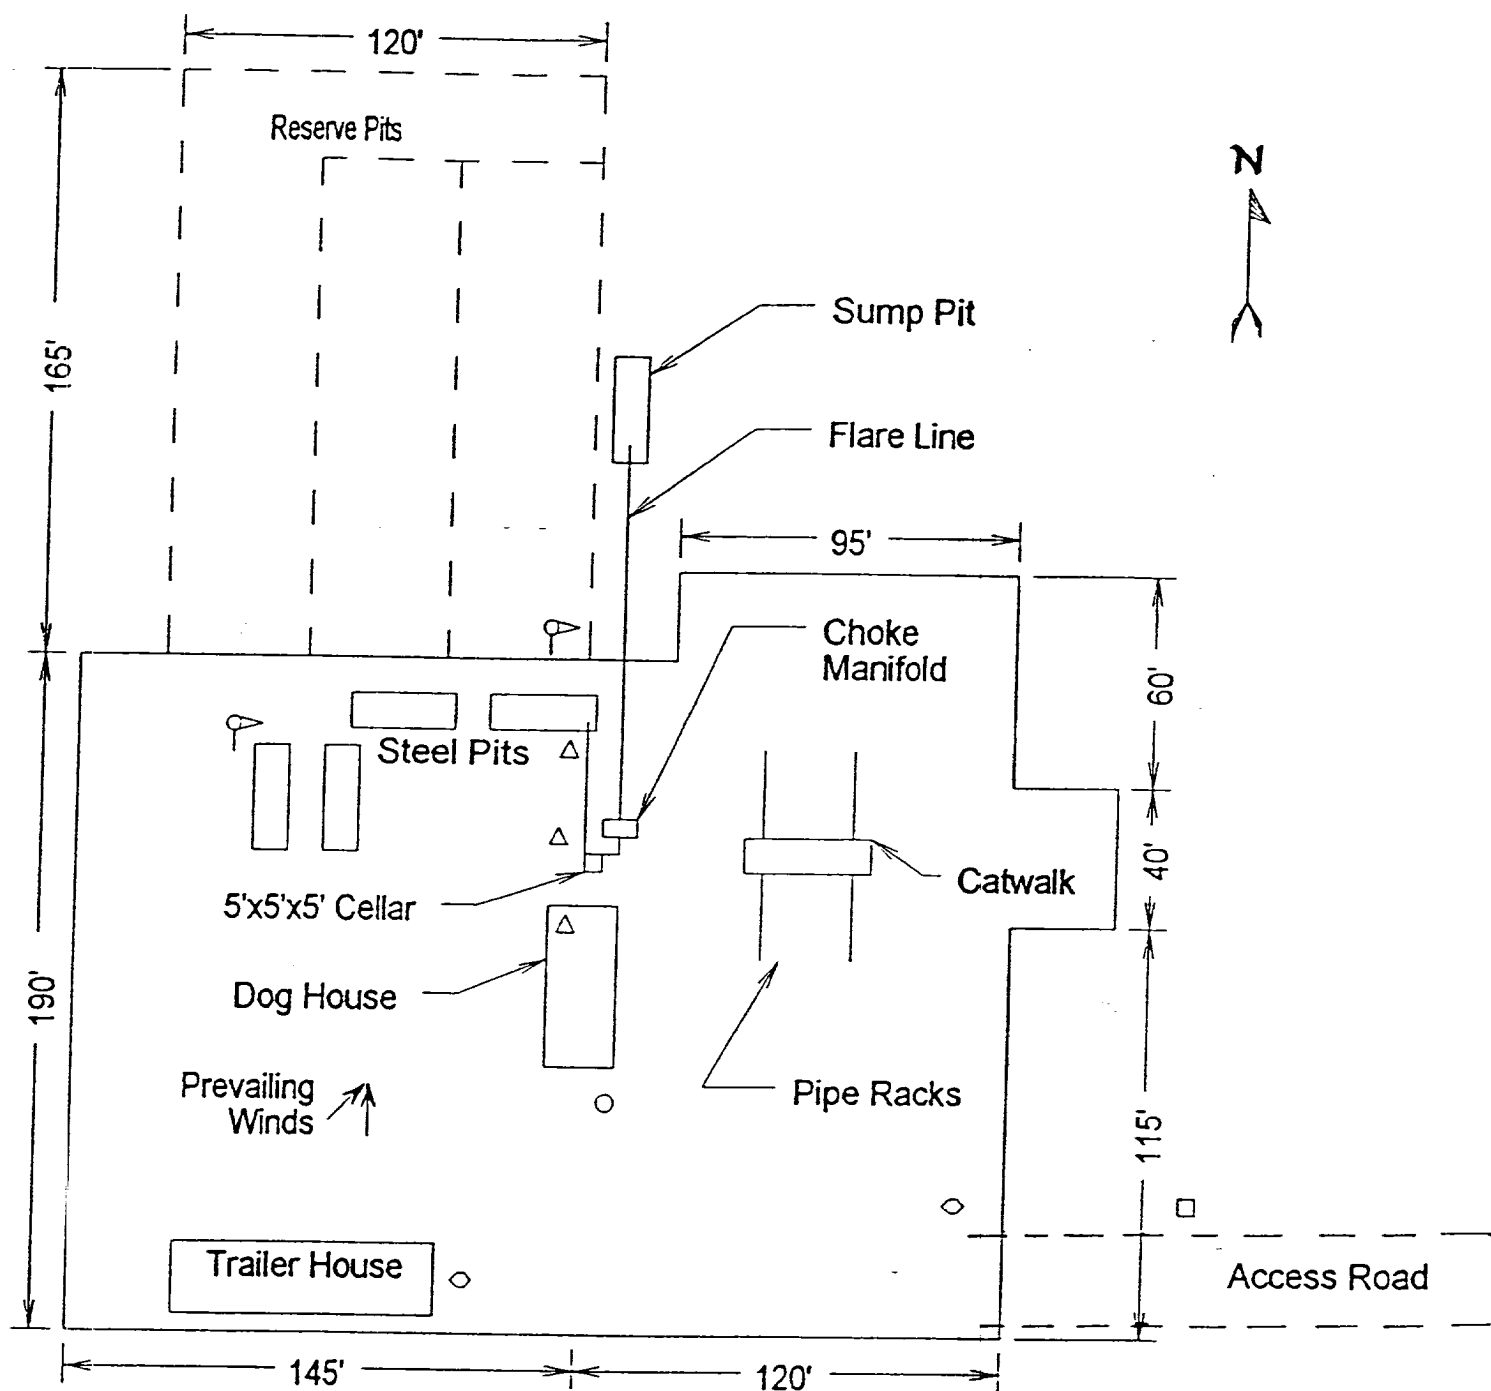 120'
Reserve Pits
N
165'
Sump Pit
Flare Line
95'
Choke
Manifold
60'
Steel Pits
40'
Catwalk
5'x5'x5' Cellar
190'
Dog House
Prevailing
Winds
Pipe Racks
115'
Trailer House
Access Road
145'
120'